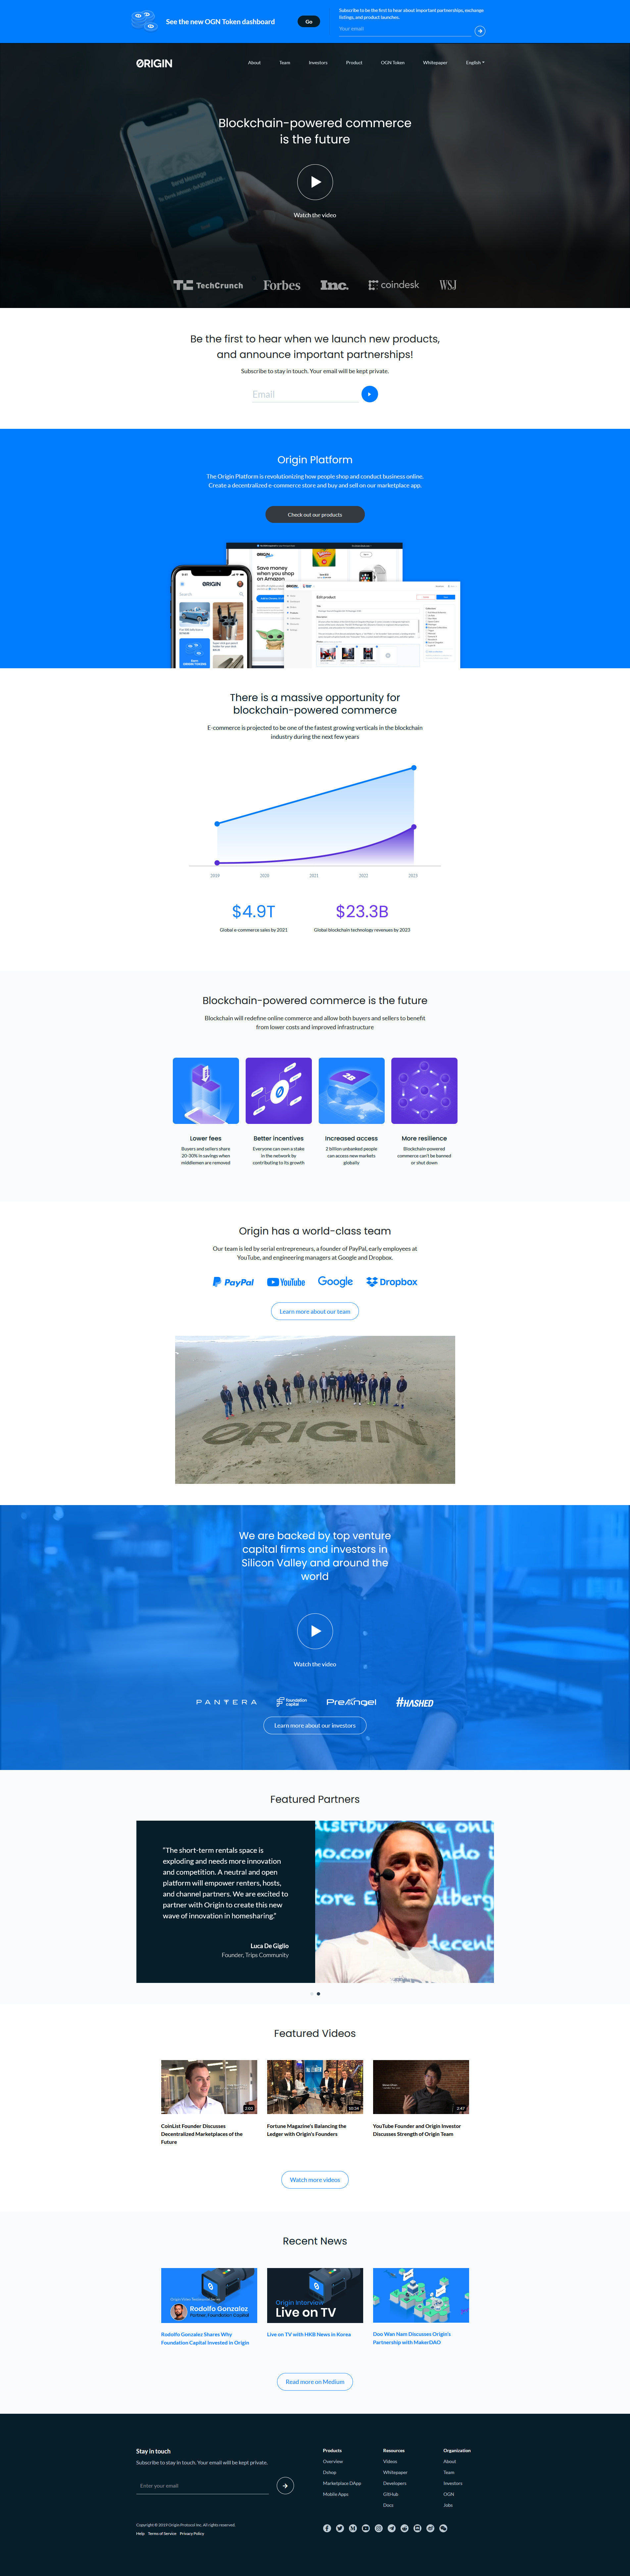 See the new OGN Token dashboard
Go
Subscribe to be the first to hear about important partnerships, exchange
listings, and product launches.
Your email
ORIGIN
About
Team
Investors
Product
OGN Token
Whitepaper
English
Blockchain-powered commerce
is the future
Watch the video
TechCrunch
Forbes
Inc.
coindesk
WSJ
Be the first to hear when we launch new products,
and announce important partnerships!
Subscribe to stay in touch. Your email will be kept private.
Email
Origin Platform
The Origin Platform is revolutionizing how people shop and conduct business online.
Create a decentralized e-commerce store and buy and sell on our marketplace app.
Check out our products
ORIGIN
Save money
when you shop
on Amazon
Edit product
There is a massive opportunity for
blockchain-powered commerce
E-commerce is projected to be one of the fastest growing verticals in the blockchain
industry during the next few years
2019
2020
2021
2022
2023
$4.9T
Global e-commerce sales by 2021
$23.3B
Global blockchain technology revenues by 2023
Blockchain-powered commerce is the future
Blockchain will redefine online commerce and allow both buyers and sellers to benefit
from lower costs and improved infrastructure
2B
Lower fees
Buyers and sellers share
20-30% in savings when
middlemen are removed
Better incentives
Everyone can own a stake
in the network by
contributing to its growth
Increased access
2 billion unbanked people
can access new markets
globally
More resilience
Blockchain-powered
commerce can't be banned
or shut down
Origin has a world-class team
Our team is led by serial entrepreneurs, a founder of PayPal, early employees at
YouTube, and engineering managers at Google and Dropbox.
PayPal
YouTube
Google
Dropbox
Learn more about our team
ORIGIN
We are backed by top venture
capital firms and investors in
Silicon Valley and around the
world
Watch the video
PANTERA
foundation
capital
PreAngel
#HASHED
Learn more about our investors
Featured Partners
"The short-term rentals space is
exploding and needs more innovation
and competition. A neutral and open
platform will empower renters, hosts,
and channel partners. We are excited to
partner with Origin to create this new
wave of innovation in homesharing."
Luca De Giglio
Founder, Trips Community
Featured Videos
2:03
10:24
2:47
CoinList Founder Discusses
Decentralized Marketplaces of the
Future
Fortune Magazine's Balancing the
Ledger with Origin's Founders
YouTube Founder and Origin Investor
Discusses Strength of Origin Team
Watch more videos
Recent News
Rodolfo Gonzalez
Partner, Foundation Capital
Origin Interview
Live on TV
Rodolfo Gonzalez Shares Why
Foundation Capital Invested in Origin
Live on TV with HKB News in Korea
Doo Wan Nam Discusses Origin's
Partnership with MakerDAO
Read more on Medium
Stay in touch
Subscribe to stay in touch. Your email will be kept private.
Enter your email
Copyright © 2019 Origin Protocol Inc. All rights reserved.
Help
Terms of Service
Privacy Policy
Products
Overview
Dshop
Marketplace DApp
Mobile Apps
Resources
Videos
Whitepaper
Developers
GitHub
Docs
Organization
About
Team
Investors
OGN
Jobs